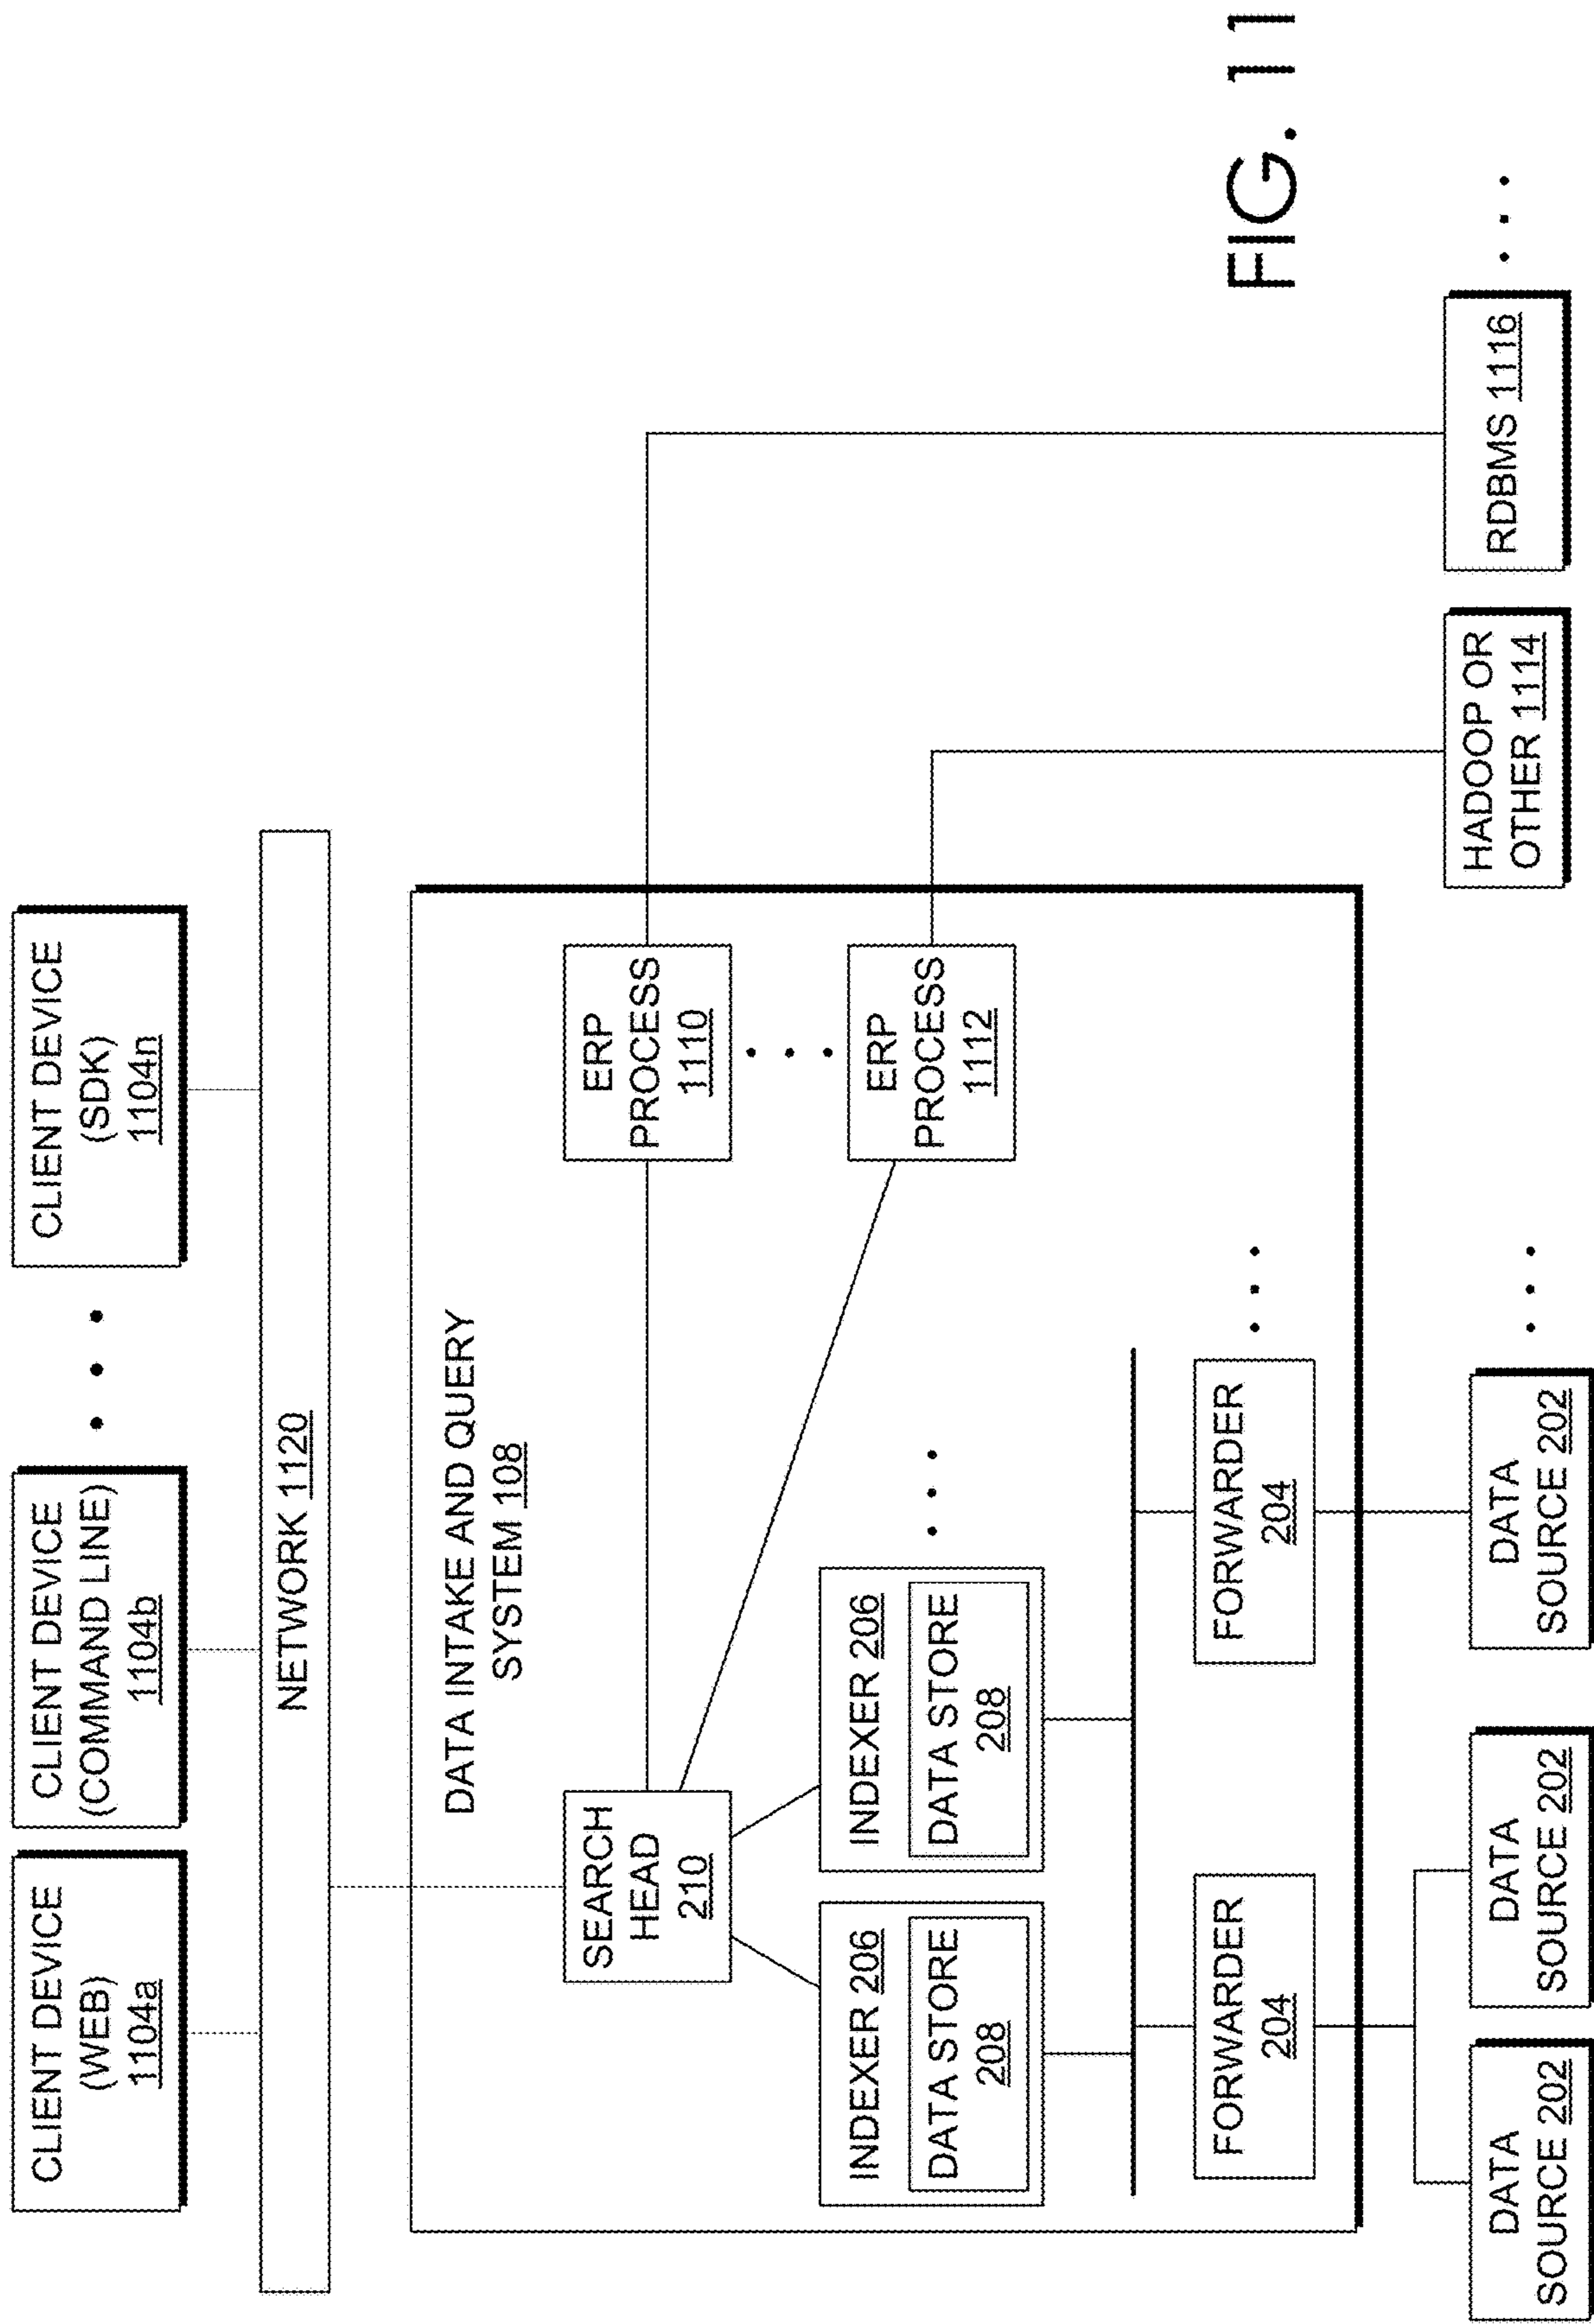 CLIENT DEVICE
(WEB)
1104a
CLIENT DEVICE
(COMMAND LINE)
1104b
CLIENT DEVICE
(SDK)
1104n
NETWORK 1120
DATA INTAKE AND QUERY
SYSTEM 108
SEARCH
HEAD
210
ERP
PROCESS
1110
INDEXER 206
DATA STORE
208
INDEXER 206
DATA STORE
208
ERP
PROCESS
1112
FORWARDER
204
FORWARDER
204
DATA
SOURCE 202
DATA
SOURCE 202
DATA
SOURCE 202
HADOOP OR
OTHER 1114
RDBMS 1116
FIG. 11